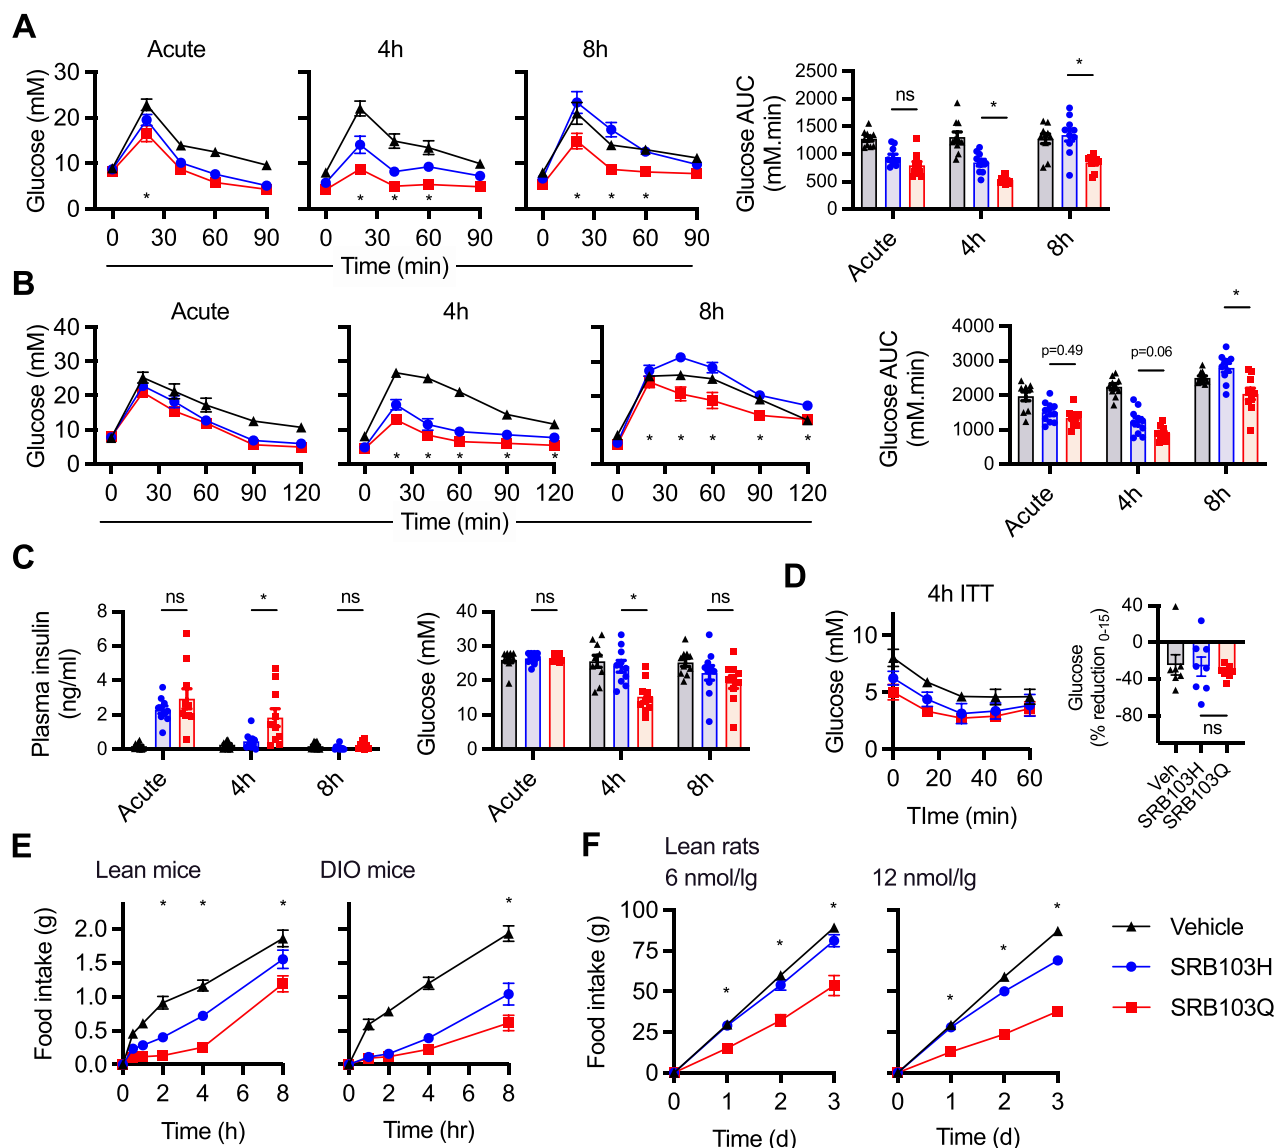 A
Acute
4h
8h
Glucose (mM)
30
20
10
0
* * * * * * *
0 30 60 90 0 30 60 90 0 30 60 90
Time (min)
Glucose AUC
(mM.min)
2500
2000
1500
1000
500
0
ns
*
*
Acute
4h
8h
B
Acute
4h
8h
Glucose (mM)
40
30
20
10
0
* * * * * * * * * *
0 30 60 90 120 0 30 60 90 120 0 30 60 90 120
Time (min)
Glucose AUC
(mM.min)
4000
3000
2000
1000
0
p=0.49
p=0.06
*
Acute
4h
8h
C
Plasma insulin
(ng/ml)
8
6
4
2
0
ns
*
ns
Acute
4h
8h
Glucose (mM)
40
30
20
10
0
ns
*
ns
Acute
4h
8h
D
4h ITT
Glucose (mM)
10
5
0
0 20 40 60
TIme (min)
Glucose
(% reduction 0-15)
40
0
-40
-80
ns
Veh
SRB103H
SRB103Q
E
Lean mice
DIO mice
Food intake (g)
2.0
1.5
1.0
0.5
0.0
* * * *
0 2 4 6 8 0 2 4 6 8
Time (h)
Time (hr)
F
Lean rats
6 nmol/lg
12 nmol/lg
Food intake (g)
100
75
50
25
0
* * * * * *
0 1 2 3 0 1 2 3
Time (d)
Time (d)
Vehicle
SRB103H
SRB103Q